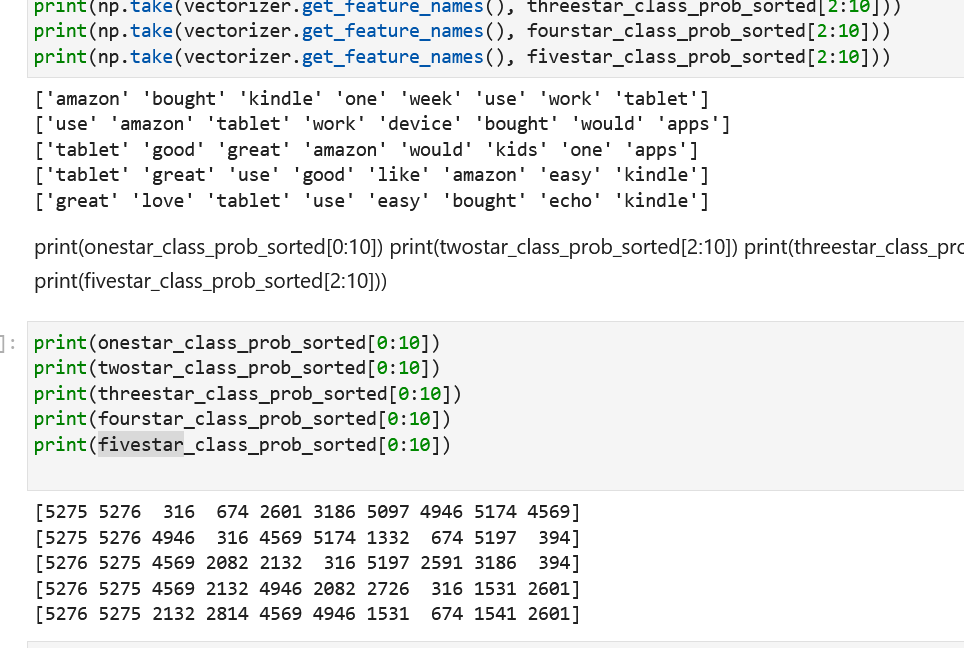 print(np.take(vectorizer.get_feature_names(), threestar_class_prob_sorted[2:10]))
print(np.take(vectorizer.get_feature_names(), fourstar_class_prob_sorted[2:10]))
print(np.take(vectorizer.get_feature_names(), fivestar_class_prob_sorted[2:10]))
['amazon' 'bought' 'kindle' 'one' 'week' 'use' 'work' 'tablet']
['use' 'amazon' 'tablet' 'work' 'device' 'bought' 'would' 'apps']
['tablet' 'good' 'great' 'amazon' 'would' 'kids' 'one' 'apps']
['tablet' 'great' 'use' 'good' 'like' 'amazon' 'easy' 'kindle']
['great' 'love' 'tablet' 'use' 'easy' 'bought' 'echo' 'kindle']
print(onestar_class_prob_sorted[0:10]) print(twostar_class_prob_sorted[2:10]) print(threestar_class_pro
print(fivestar_class_prob_sorted[2:10]))
]:
print(onestar_class_prob_sorted[0:10])
print(twostar_class_prob_sorted[0:10])
print(threestar_class_prob_sorted[0:10])
print(fourstar_class_prob_sorted[0:10])
print(fivestar_class_prob_sorted[0:10])
[5275 5276  316  674 2601 3186 5097 4946 5174 4569]
[5275 5276 4946  316 4569 5174 1332  674 5197  394]
[5276 5275 4569 2082 2132  316 5197 2591 3186  394]
[5276 5275 4569 2132 4946 2082 2726  316 1531 2601]
[5276 5275 2132 2814 4569 4946 1531  674 1541 2601]